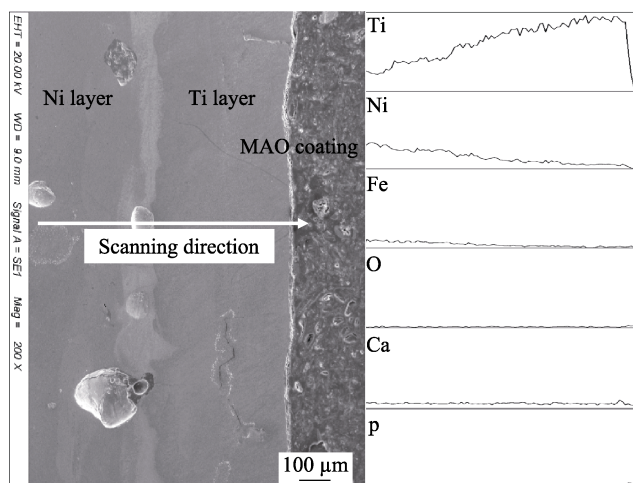 EHT = 20.00 kV WD = 9.0 mm Signal A = SE1 Mag = 200 X
Ni layer
Ti layer
MAO coating
Scanning direction
100 µm
Ti
Ni
Fe
O
Ca
p